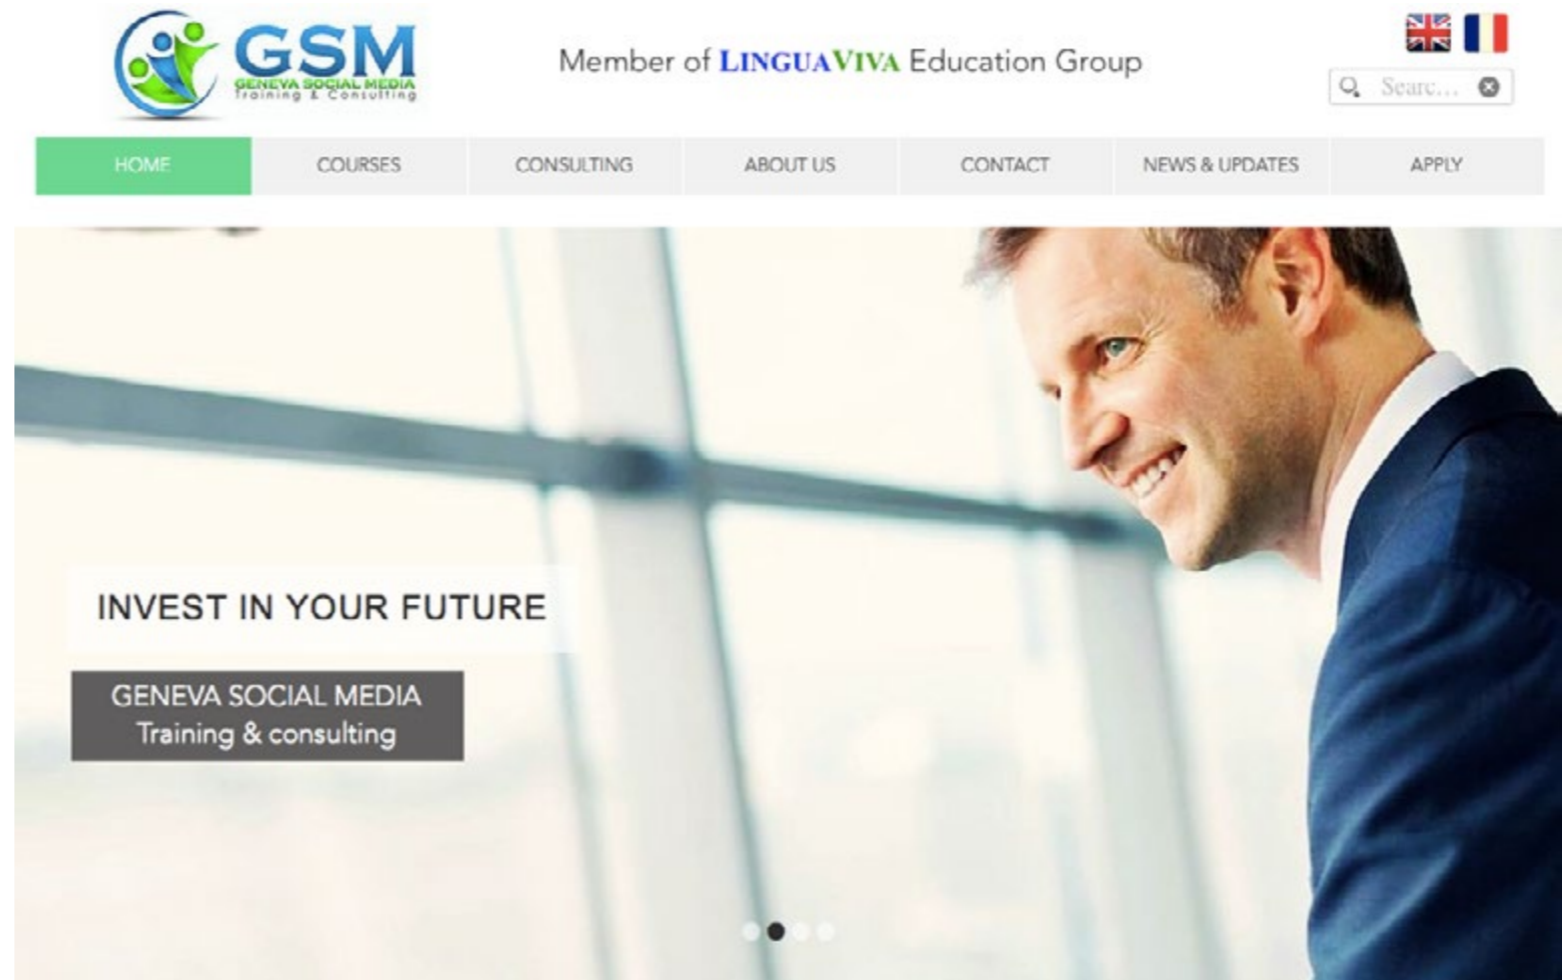 GSM
GENEVA SOCIAL MEDIA
Training & Consulting
Member of LINGUAVIVA Education Group
Searc...
HOME
COURSES
CONSULTING
ABOUT US
CONTACT
NEWS & UPDATES
APPLY
INVEST IN YOUR FUTURE
GENEVA SOCIAL MEDIA
Training & consulting